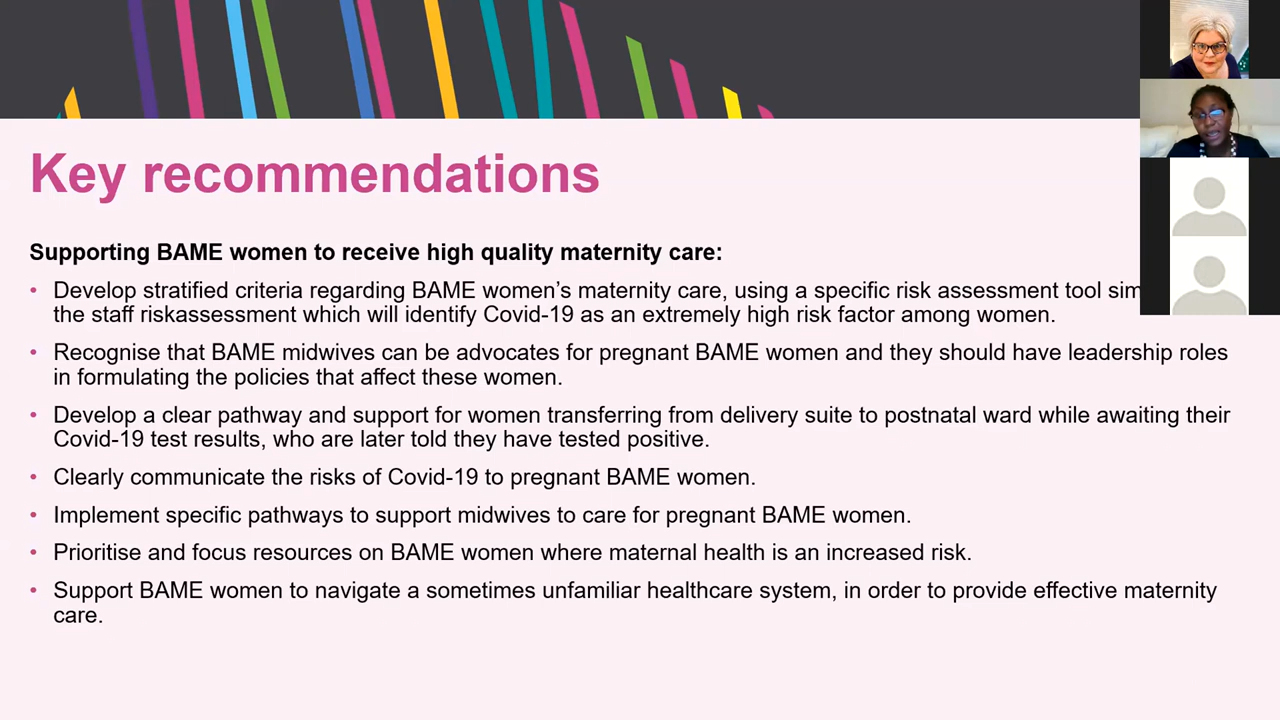 Key recommendations
Supporting BAME women to receive high quality maternity care:
• Develop stratified criteria regarding BAME women’s maternity care, using a specific risk assessment tool
the staff riskassessment which will identify Covid-19 as an extremely high risk factor among women.
• Recognise that BAME midwives can be advocates for pregnant BAME women and they should have leadership roles
in formulating the policies that affect these women.
• Develop a clear pathway and support for women transferring from delivery suite to postnatal ward while awaiting their
Covid-19 test results, who are later told they have tested positive.
• Clearly communicate the risks of Covid-19 to pregnant BAME women.
• Implement specific pathways to support midwives to care for pregnant BAME women.
• Prioritise and focus resources on BAME women where maternal health is an increased risk.
• Support BAME women to navigate a sometimes unfamiliar healthcare system, in order to provide effective maternity
care.